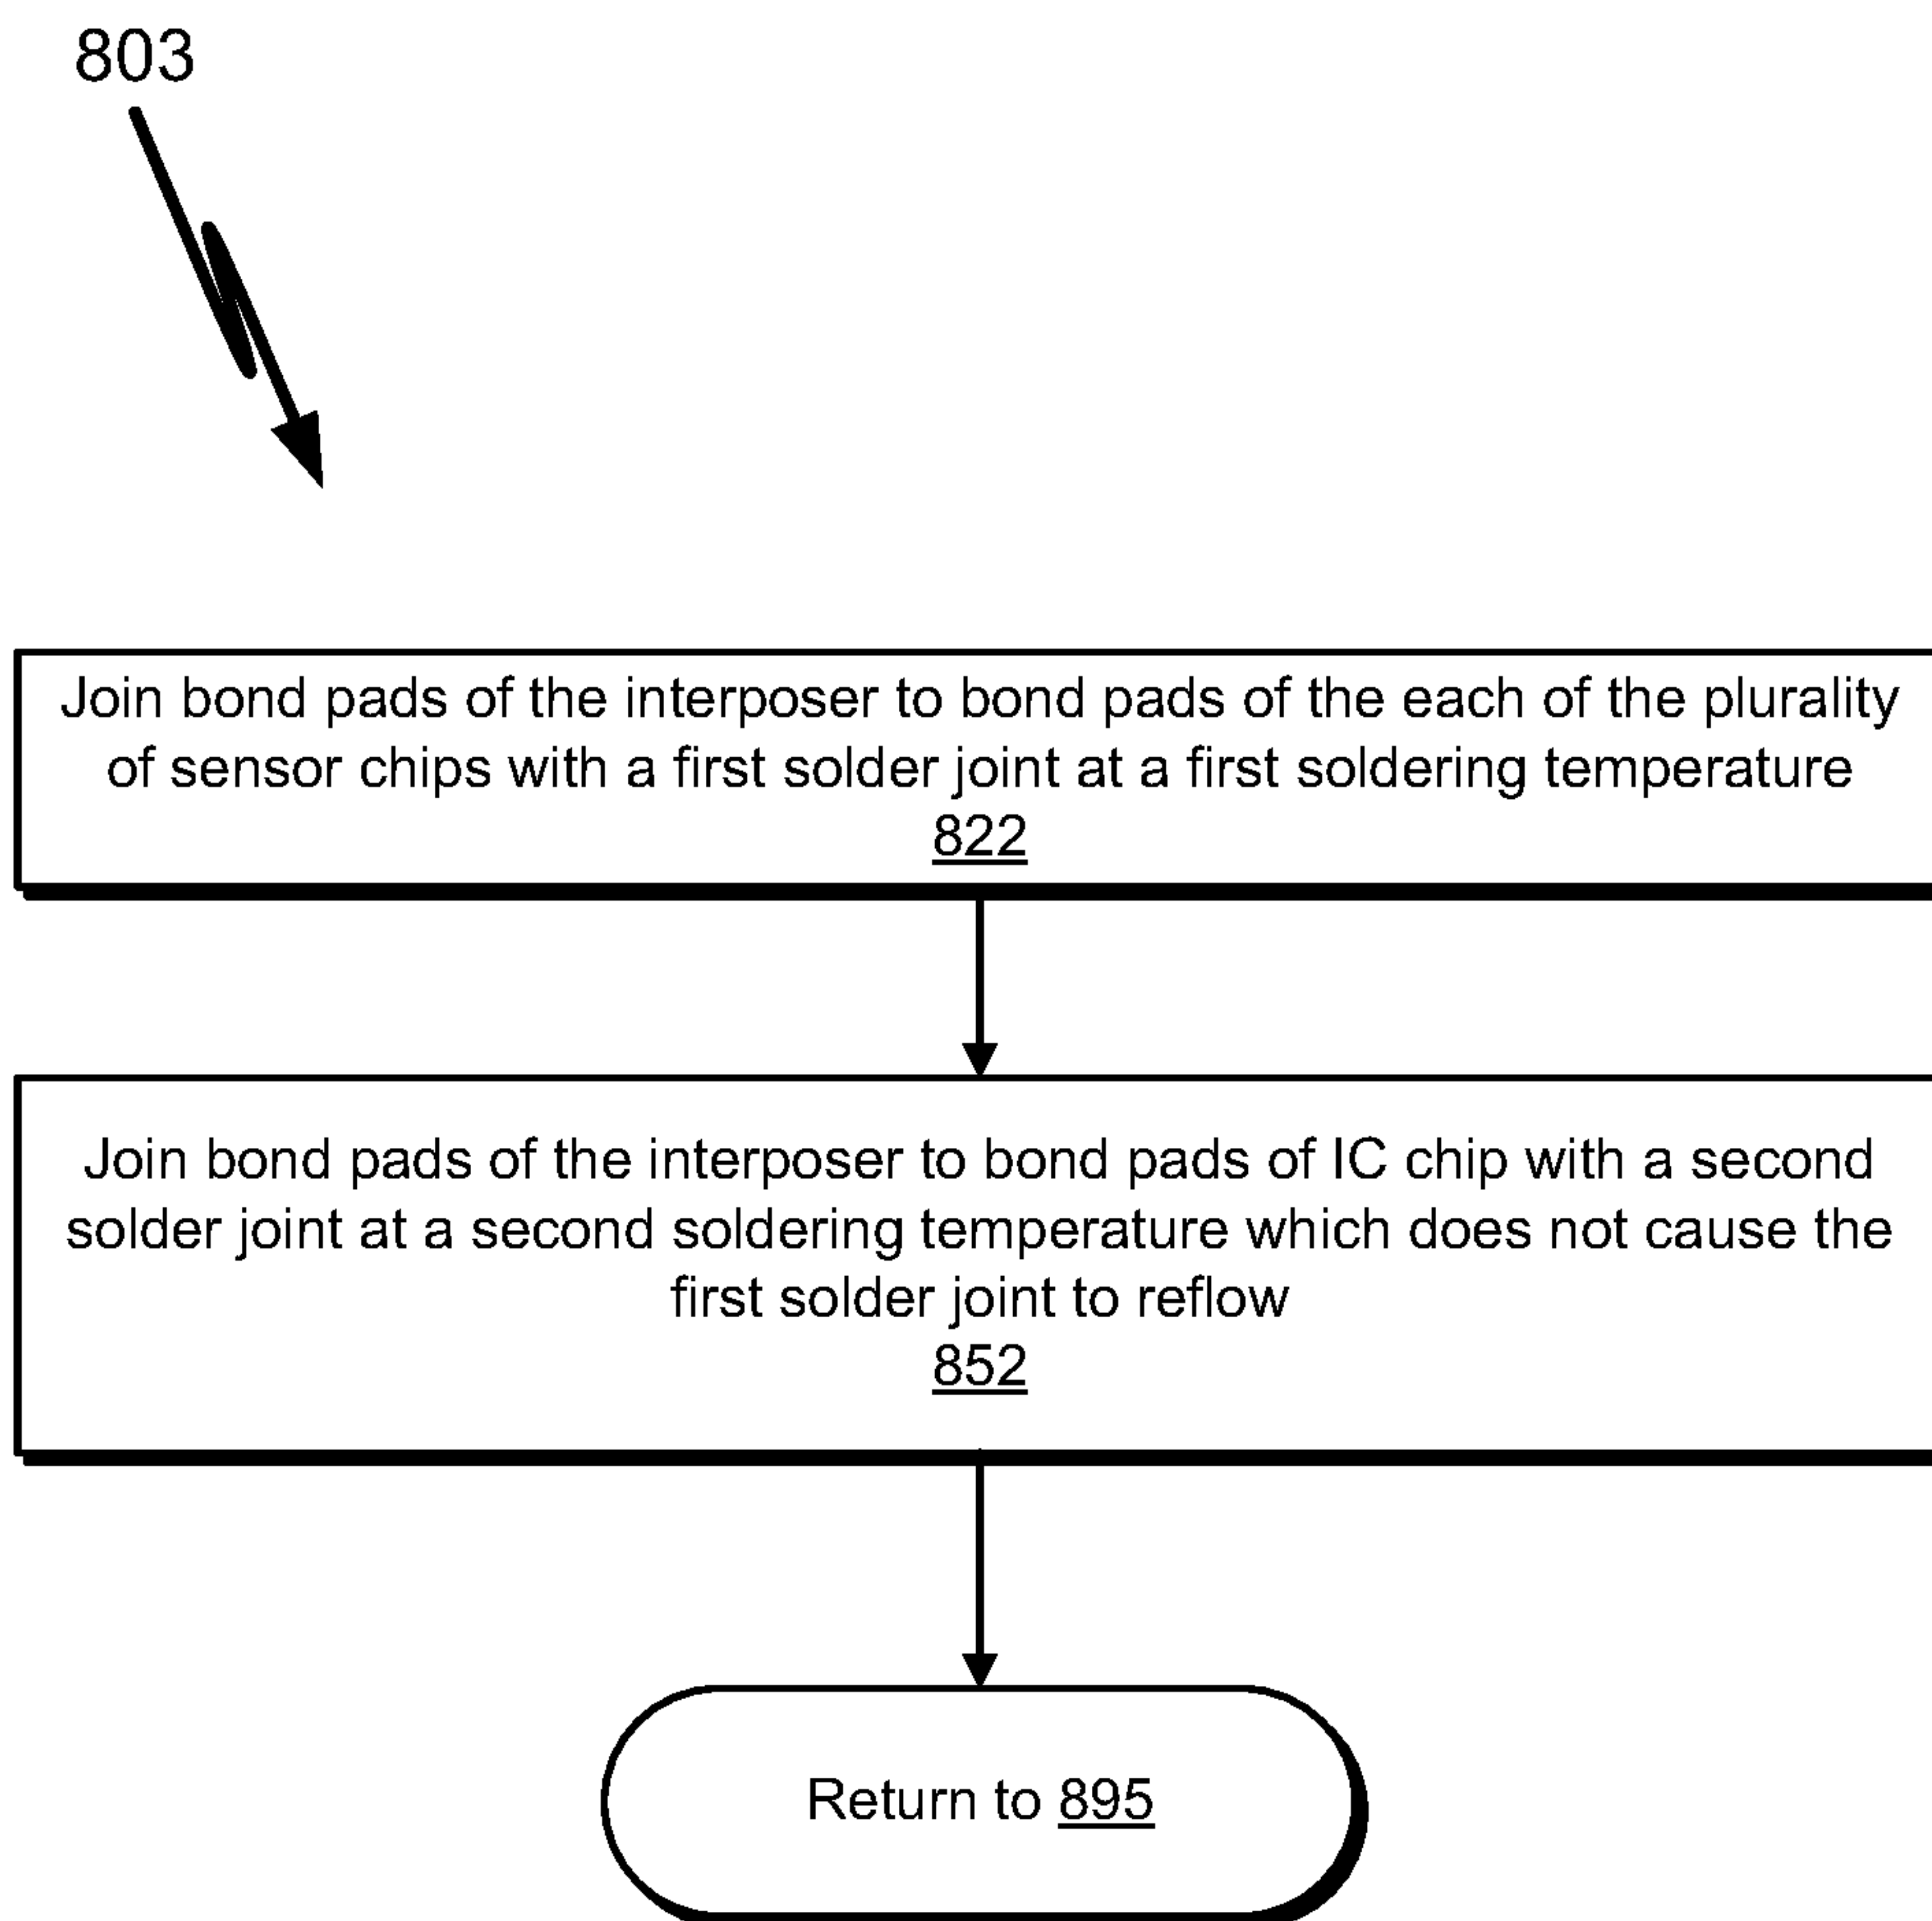 803
Join bond pads of the interposer to bond pads of the each of the plurality
of sensor chips with a first solder joint at a first soldering temperature
822
Join bond pads of the interposer to bond pads of IC chip with a second
solder joint at a second soldering temperature which does not cause the
first solder joint to reflow
852
Return to 895